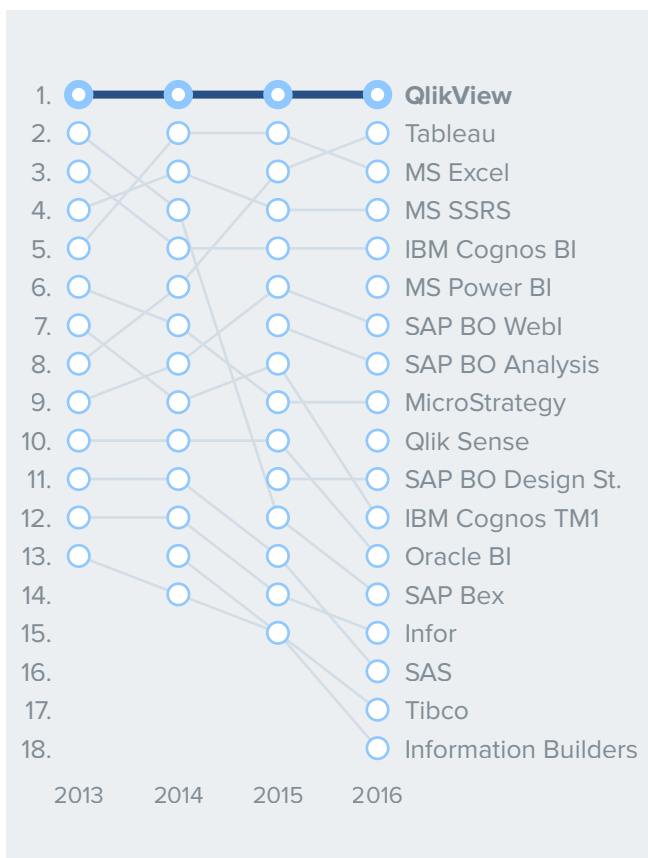 1. QlikView
2. Tableau
3. MS Excel
4. MS SSRS
5. IBM Cognos BI
6. MS Power BI
7. SAP BO WebI
8. SAP BO Analysis
9. MicroStrategy
10. Qlik Sense
11. SAP BO Design St.
12. IBM Cognos TM1
13. Oracle BI
14. SAP Bex
15. Infor
16. SAS
17. Tibco
18. Information Builders
2013 2014 2015 2016